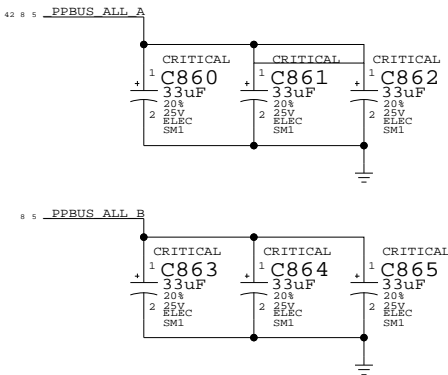 42 8 5 PPBUS_ALL_A
CRITICAL CRITICAL CRITICAL
1 C860 1 C861 1 C862
+ 33uF + 33uF + 33uF
20% 20% 20%
2 25V 2 25V 2 25V
ELEC ELEC ELEC
SM1 SM1 SM1
8 5 PPBUS_ALL_B
CRITICAL CRITICAL CRITICAL
1 C863 1 C864 1 C865
+ 33uF + 33uF + 33uF
20% 20% 20%
2 25V 2 25V 2 25V
ELEC ELEC ELEC
SM1 SM1 SM1